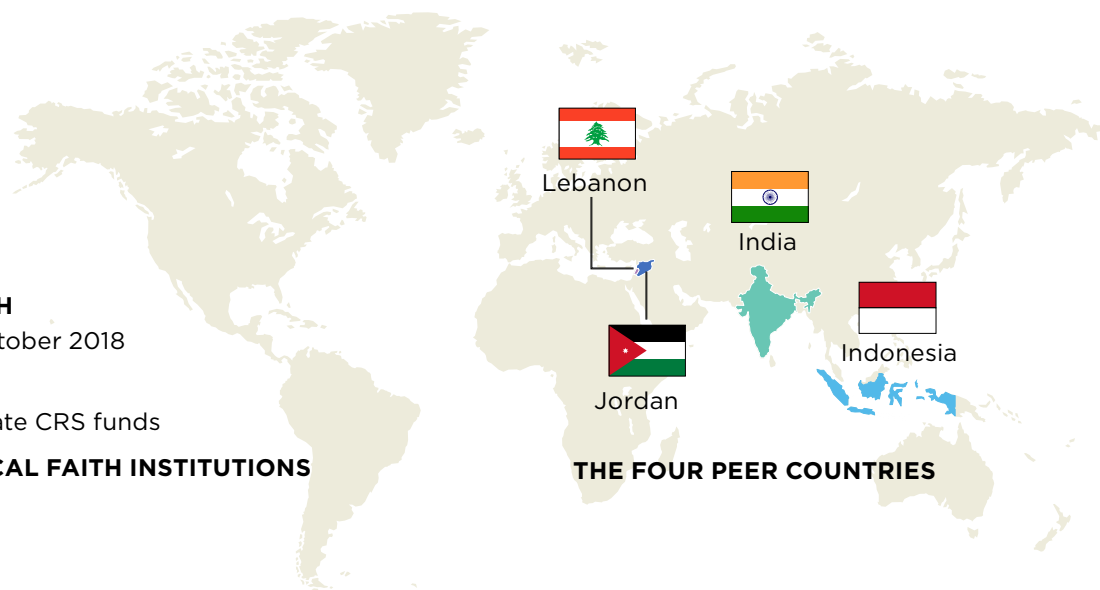 H
tober 2018
ate CRS funds
CAL FAITH INSTITUTIONS
Lebanon
India
Indonesia
Jordan
THE FOUR PEER COUNTRIES